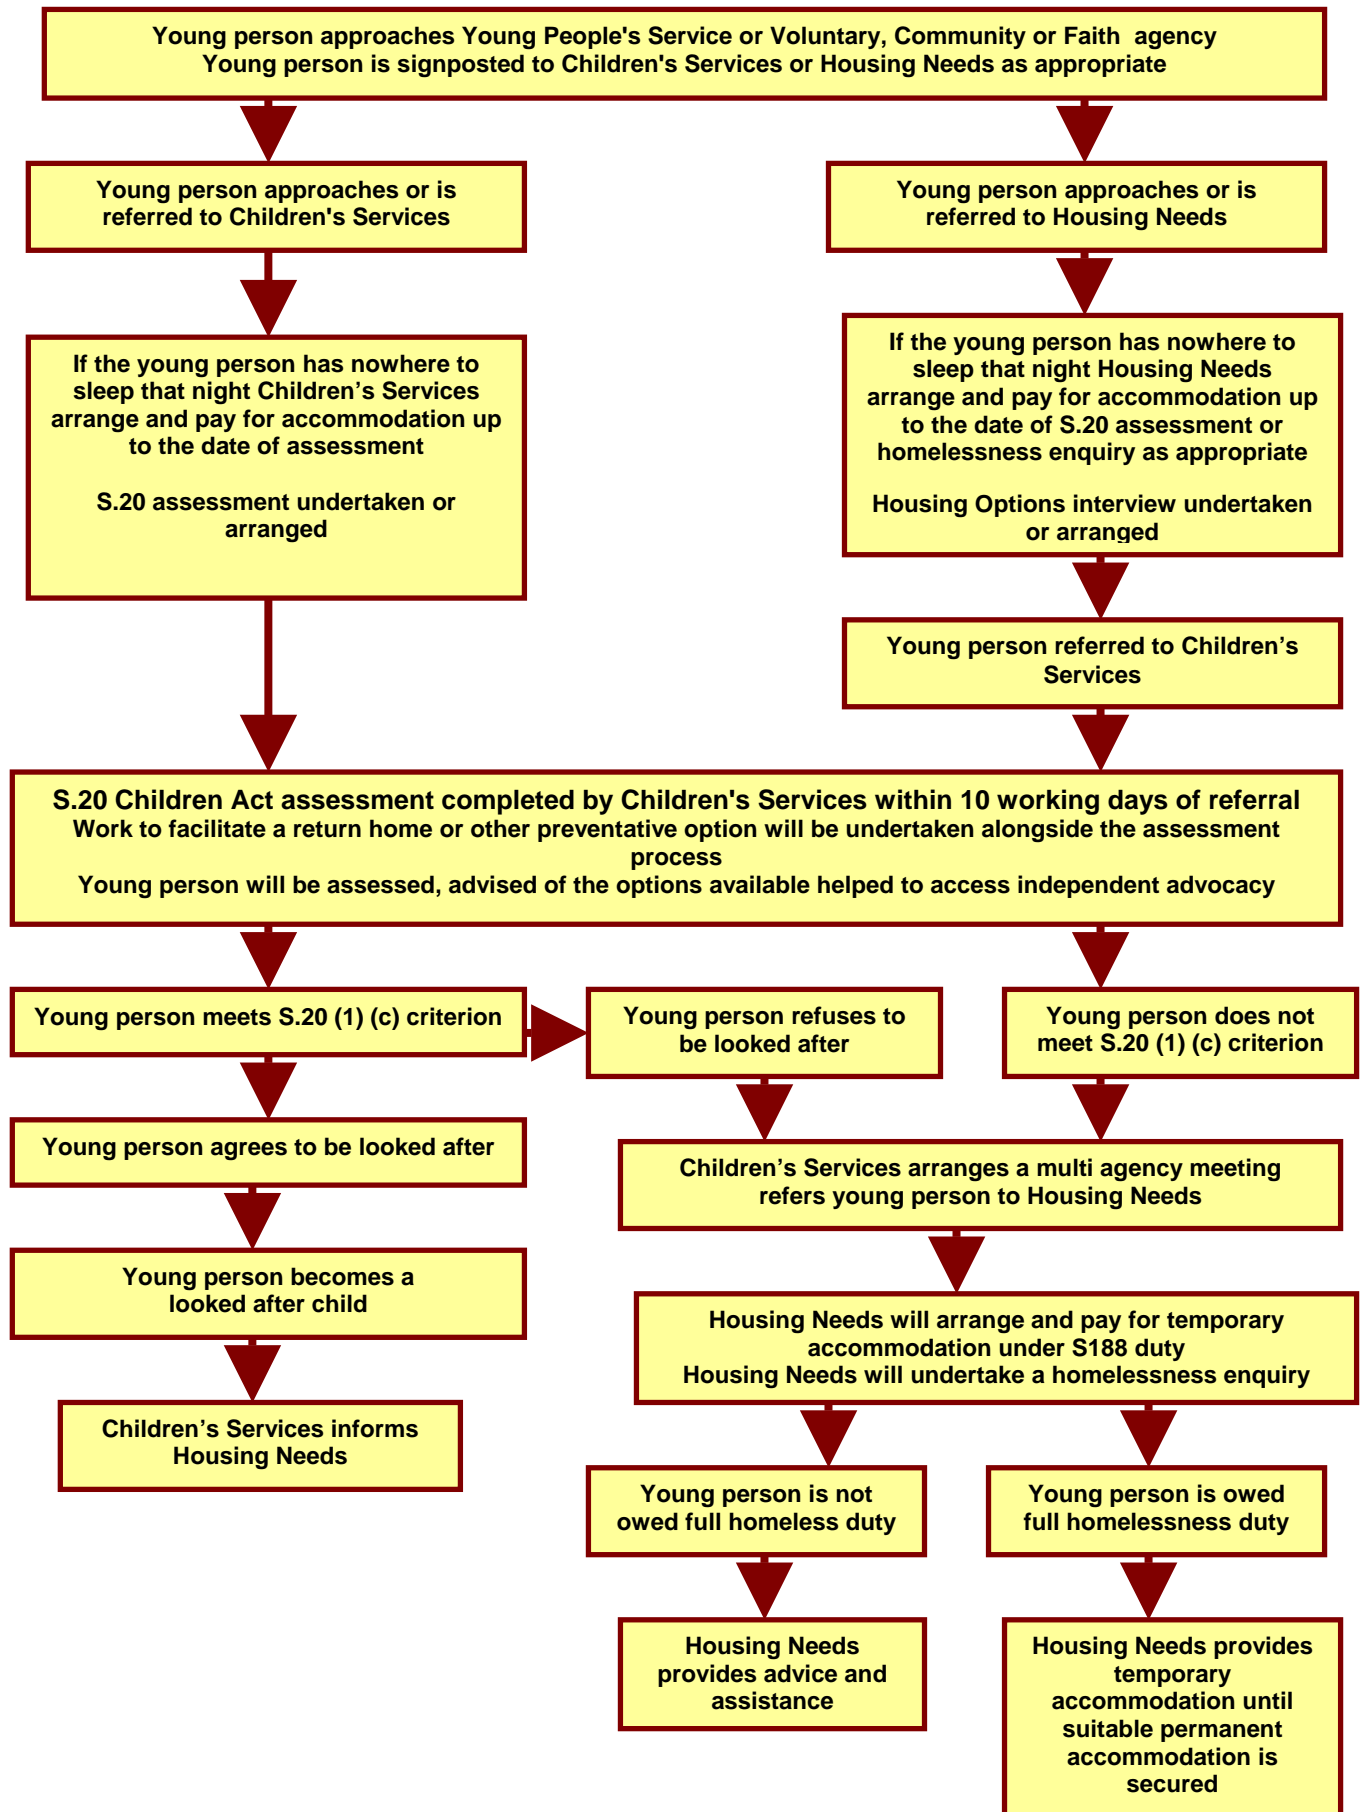 Young person approaches Young People's Service or Voluntary, Community or Faith  agency
Young person is signposted to Children's Services or Housing Needs as appropriate
Young person approaches or is
referred to Children's Services
Young person approaches or is
referred to Housing Needs
If the young person has nowhere to
sleep that night Children’s Services
arrange and pay for accommodation up
to the date of assessment
S.20 assessment undertaken or
arranged
If the young person has nowhere to
sleep that night Housing Needs
arrange and pay for accommodation up
to the date of S.20 assessment or
homelessness enquiry as appropriate
Housing Options interview undertaken
or arranged
Young person referred to Children’s
Services
S.20 Children Act assessment completed by Children's Services within 10 working days of referral
Work to facilitate a return home or other preventative option will be undertaken alongside the assessment
process
Young person will be assessed, advised of the options available helped to access independent advocacy
Young person meets S.20 (1) (c) criterion
Young person refuses to
be looked after
Young person does not
meet S.20 (1) (c) criterion
Young person agrees to be looked after
Children’s Services arranges a multi agency meeting
refers young person to Housing Needs
Young person becomes a
looked after child
Housing Needs will arrange and pay for temporary
accommodation under S188 duty
Housing Needs will undertake a homelessness enquiry
Children’s Services informs
Housing Needs
Young person is not
owed full homeless duty
Young person is owed
full homelessness duty
Housing Needs
provides advice and
assistance
Housing Needs provides
temporary
accommodation until
suitable permanent
accommodation is
secured